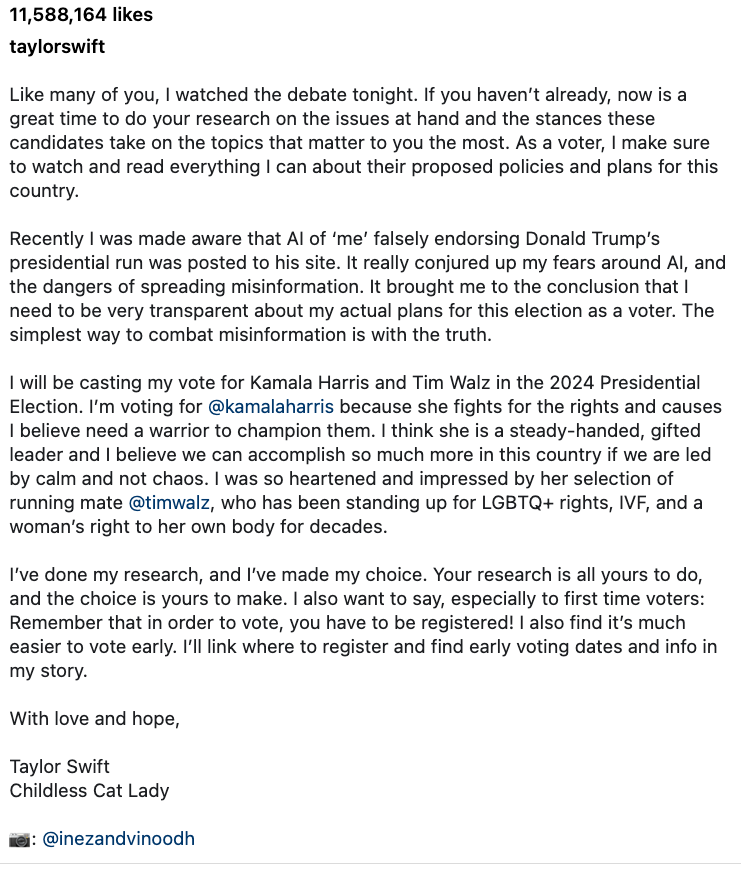 11,588,164 likes
taylorswift
Like many of you, I watched the debate tonight. If you haven’t already, now is a
great time to do your research on the issues at hand and the stances these
candidates take on the topics that matter to you the most. As a voter, I make sure
to watch and read everything I can about their proposed policies and plans for this
country.
Recently I was made aware that AI of ‘me’ falsely endorsing Donald Trump’s
presidential run was posted to his site. It really conjured up my fears around AI, and
the dangers of spreading misinformation. It brought me to the conclusion that I
need to be very transparent about my actual plans for this election as a voter. The
simplest way to combat misinformation is with the truth.
I will be casting my vote for Kamala Harris and Tim Walz in the 2024 Presidential
Election. I’m voting for @kamalaharris because she fights for the rights and causes
I believe need a warrior to champion them. I think she is a steady-handed, gifted
leader and I believe we can accomplish so much more in this country if we are led
by calm and not chaos. I was so heartened and impressed by her selection of
running mate @timwalz, who has been standing up for LGBTQ+ rights, IVF, and a
woman’s right to her own body for decades.
I’ve done my research, and I’ve made my choice. Your research is all yours to do,
and the choice is yours to make. I also want to say, especially to first time voters:
Remember that in order to vote, you have to be registered! I also find it’s much
easier to vote early. I’ll link where to register and find early voting dates and info in
my story.
With love and hope,
Taylor Swift
Childless Cat Lady
📷: @inezandvinoodh